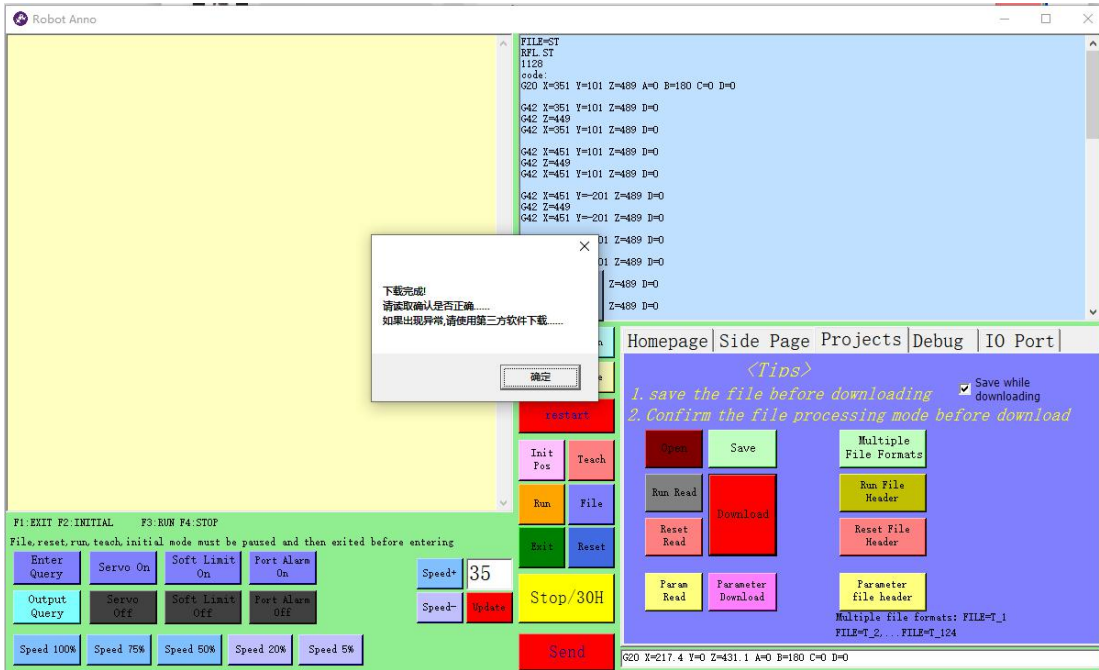 Robot Anno
FILE=ST
RFL.ST
1128
code:
G20 X=351 Y=101 Z=489 A=0 B=180 C=0 D=0
G42 X=351 Y=101 Z=489 D=0
G42 Z=449
G42 X=351 Y=101 Z=489 D=0
G42 X=451 Y=101 Z=489 D=0
G42 Z=449
G42 X=451 Y=101 Z=489 D=0
G42 X=451 Y=-201 Z=489 D=0
G42 Z=449
G42 X=451 Y=-201 Z=489 D=0
01 Z=489 D=0
01 Z=489 D=0
Z=489 D=0
Z=489 D=0
下载完成!
请读取确认是否正确......
如果出现异常,请使用第三方软件下载......
确定
Homepage Side Page Projects Debug IO Port
<Tips>
1.save the file before downloading
Save while
downloading
2.Confirm the file processing mode before download
restart
Open
Save
Multiple
File Formats
Init
Pos
Teach
Run Read
Download
Run File
Header
Run
File
Reset
Read
Reset File
Header
Exit
Reset
F1:EXIT F2:INITIAL F3:RUN F4:STOP
File,reset,run,teach,initial mode must be paused and then exited before entering
Enter
Query
Servo On
Soft Limit
On
Port Alarm
On
Speed+
35
Output
Query
Servo
Off
Soft Limit
Off
Port Alarm
Off
Speed-
Update
Stop/30H
Param
Read
Parameter
Download
Parameter
file header
Multiple file formats: FILE=T_1
FILE=T_2,...FILE=T_124
Speed 100%
Speed 75%
Speed 50%
Speed 20%
Speed 5%
Send
G20 X=217.4 Y=0 Z=431.1 A=0 B=180 C=0 D=0